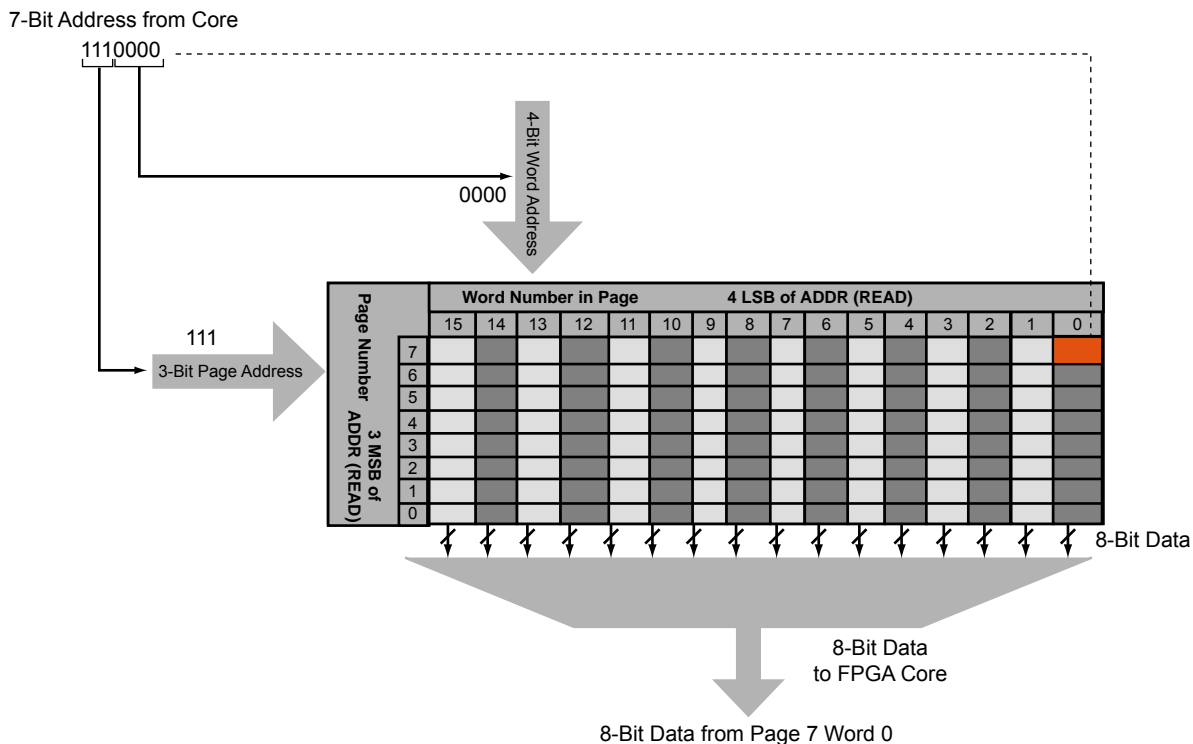 7-Bit Address from Core
1110000
4-Bit Word Address
0000
111
3-Bit Page Address
Page Number
3 MSB of
ADDR (READ)
Word Number in Page 4 LSB of ADDR (READ)
15 14 13 12 11 10 9 8 7 6 5 4 3 2 1 0
7
6
5
4
3
2
1
0
8-Bit Data
8-Bit Data
to FPGA Core
8-Bit Data from Page 7 Word 0